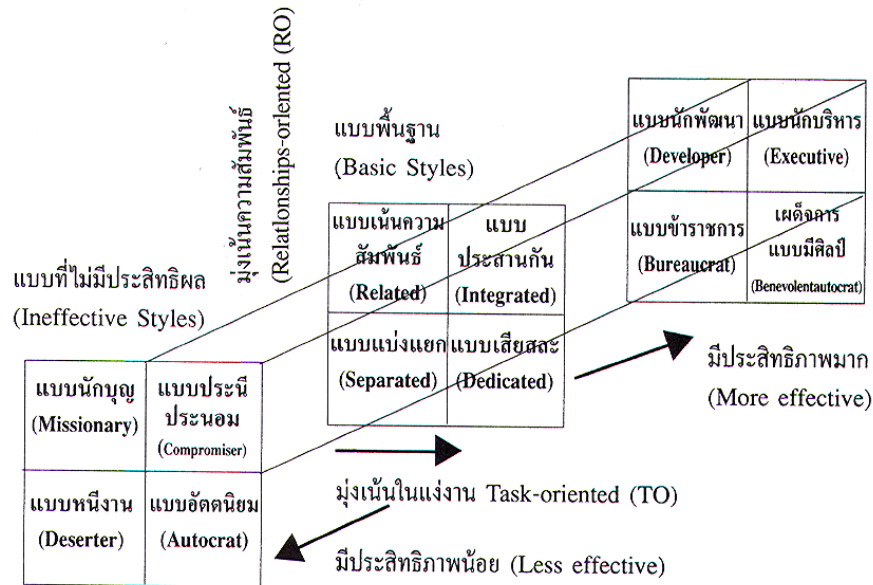 มุ่งเน้นความสัมพันธ์
(Relatlonships-orlented (RO)
แบบพื้นฐาน
(Basic Styles)
แบบที่ไม่มีประสิทธิผล
(Ineffective Styles)
แบบนักบุญ
(Missionary)
แบบประนี
ประนอม
(Compromiser)
แบบหนีงาน
(Deserter)
แบบอัตตนิยม
(Autocrat)
แบบเน้นความ
สัมพันธ์
(Related)
แบบ
ประสานกัน
(Integrated)
แบบแบ่งแยก
(Separated)
แบบเสียสละ
(Dedicated)
แบบนักพัฒนา
(Developer)
แบบนักบริหาร
(Executive)
แบบข้าราชการ
(Bureaucrat)
เผด็จการ
แบบมีศิลป์
(Benevolentautocrat)
มีประสิทธิภาพมาก
(More effective)
มุ่งเน้นในแง่งาน Task-oriented (TO)
มีประสิทธิภาพน้อย (Less effective)